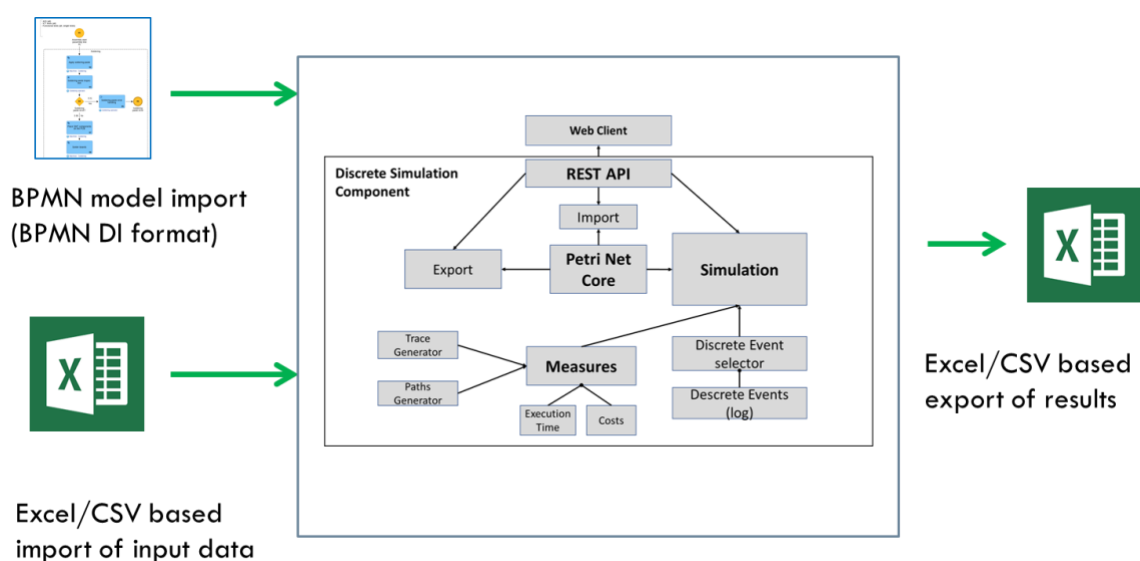 BPMN model import
(BPMN DI format)
Excel/CSV based
import of input data
Web Client
Discrete Simulation
Component
REST API
Import
Export
Petri Net
Core
Simulation
Trace
Generator
Paths
Generator
Measures
Execution
Time
Costs
Discrete Event
selector
Descrete Events
(log)
X
X
Excel/CSV based
export of results